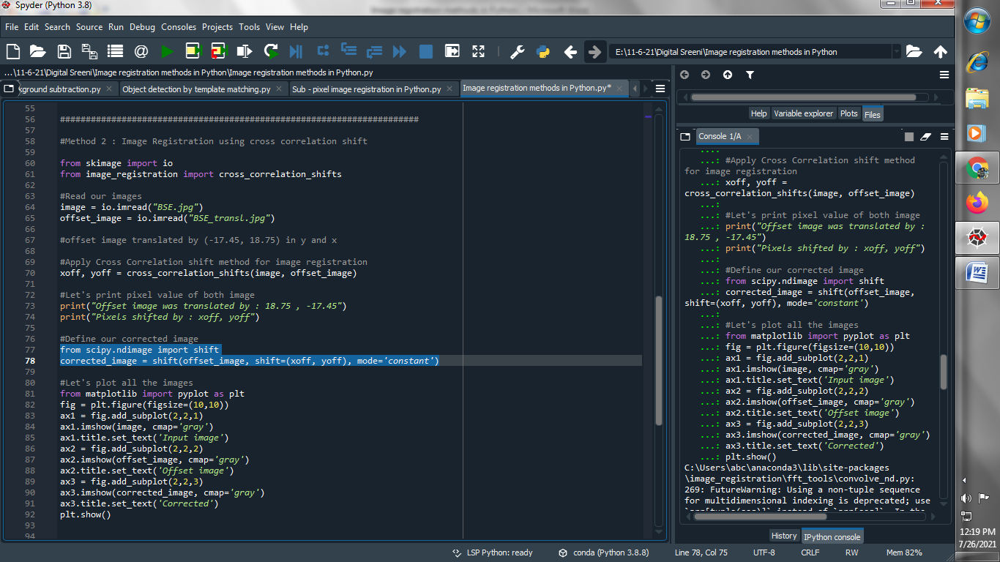 Spyder (Python 3.8)
File Edit Search Source Run Debug Consoles Projects Tools View Help
E:\11-6-21\Digital Sreeni\Image registration methods in Python
...\11-6-21\Digital Sreeni\Image registration methods in Python\Image registration methods in Python.py
kground subtraction.py Object detection by template matching.py Sub - pixel image registration in Python.py Image registration methods in Python.py*
55
56 ######################################################################
57
58 #Method 2 : Image Registration using cross correlation shift
59
60 from skimage import io
61 from image_registration import cross_correlation_shifts
62
63 #Read our images
64 image = io.imread("BSE.jpg")
65 offset_image = io.imread("BSE_transl.jpg")
66
67 #offset image translated by (-17.45, 18.75) in y and x
68
69 #Apply Cross Correlation shift method for image registration
70 xoff, yoff = cross_correlation_shifts(image, offset_image)
71
72 #Let's print pixel value of both image
73 print("Offset image was translated by : 18.75 , -17.45")
74 print("Pixels shifted by : xoff, yoff")
75
76 #Define our corrected image
77 from scipy.ndimage import shift
78 corrected_image = shift(offset_image, shift=(xoff, yoff), mode='constant')
79
80 #Let's plot all the images
81 from matplotlib import pyplot as plt
82 fig = plt.figure(figsize=(10,10))
83 ax1 = fig.add_subplot(2,2,1)
84 ax1.imshow(image, cmap='gray')
85 ax1.title.set_text('Input image')
86 ax2 = fig.add_subplot(2,2,2)
87 ax2.imshow(offset_image, cmap='gray')
88 ax2.title.set_text('Offset image')
89 ax3 = fig.add_subplot(2,2,3)
90 ax3.imshow(corrected_image, cmap='gray')
91 ax3.title.set_text('Corrected')
92 plt.show()
93
94
Help Variable explorer Plots Files
Console 1/A
...:
...: #Apply Cross Correlation shift method
for image registration
...: xoff, yoff =
cross_correlation_shifts(image, offset_image)
...:
...: #Let's print pixel value of both image
...: print("Offset image was translated by :
18.75 , -17.45")
...: print("Pixels shifted by : xoff, yoff")
...:
...: #Define our corrected image
...: from scipy.ndimage import shift
...: corrected_image = shift(offset_image,
shift=(xoff, yoff), mode='constant')
...:
...: #Let's plot all the images
...: from matplotlib import pyplot as plt
...: fig = plt.figure(figsize=(10,10))
...: ax1 = fig.add_subplot(2,2,1)
...: ax1.imshow(image, cmap='gray')
...: ax1.title.set_text('Input image')
...: ax2 = fig.add_subplot(2,2,2)
...: ax2.imshow(offset_image, cmap='gray')
...: ax2.title.set_text('Offset image')
...: ax3 = fig.add_subplot(2,2,3)
...: ax3.imshow(corrected_image, cmap='gray')
...: ax3.title.set_text('Corrected')
...: plt.show()
C:\Users\abc\anaconda3\lib\site-packages
\image_registration\fft_tools\convolve_nd.py:
269: FutureWarning: Using a non-tuple sequence
for multidimensional indexing is deprecated; use
History IPython console
LSP Python: ready conda (Python 3.8.8) Line 78, Col 75 UTF-8 CRLF RW Mem 82%
12:19 PM
7/26/2021